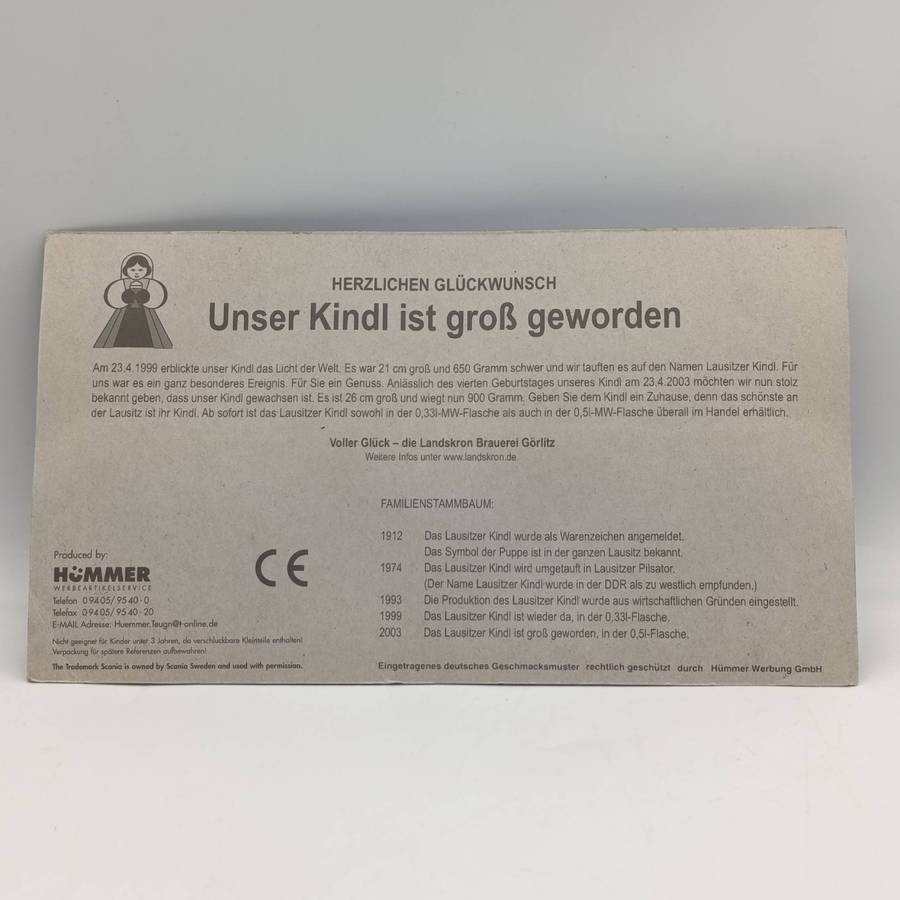 HERZLICHEN GLÜCKWUNSCH
Unser Kindl ist groß geworden
Am 23.4.1999 erblickte unser Kindl das Licht der Welt. Es war 21 cm groß und 650 Gramm schwer und wir tauften es auf den Namen Lausitzer Kindl. Für
uns war es ein ganz besonderes Ereignis. Für Sie ein Genuss. Anlässlich des vierten Geburtstages unseres Kindl am 23.4.2003 möchten wir nun stolz
bekannt geben, dass unser Kindl gewachsen ist. Es ist 26 cm groß und wiegt nun 900 Gramm. Geben Sie dem Kindl ein Zuhause, denn das schönste an
der Lausitz ist ihr Kindl. Ab sofort ist das Lausitzer Kindl sowohl in der 0,33l-MW-Flasche als auch in der 0,5l-MW-Flasche überall im Handel erhältlich.
Voller Glück – die Landskron Brauerei Görlitz
Weitere Infos unter www.landskron.de.
FAMILIENSTAMMBAUM:
1912 Das Lausitzer Kindl wurde als Warenzeichen angemeldet.
Das Symbol der Puppe ist in der ganzen Lausitz bekannt.
1974 Das Lausitzer Kindl wird umgetauft in Lausitzer Pilsator.
(Der Name Lausitzer Kindl wurde in der DDR als zu westlich empfunden.)
1993 Die Produktion des Lausitzer Kindl wurde aus wirtschaftlichen Gründen eingestellt.
1999 Das Lausitzer Kindl ist wieder da, in der 0,33l-Flasche.
2003 Das Lausitzer Kindl ist groß geworden, in der 0,5l-Flasche.
Eingetragenes deutsches Geschmacksmuster rechtlich geschützt durch Hümmer Werbung GmbH
Produced by:
HÜMMER
WERBEARTIKELSERVICE
Telefon 0 94 05/ 95 40 - 0
Telefax 0 94 05/ 95 40 - 20
E-MAIL Adresse: Huemmer.Teugn@t-online.de
CE
Nicht geeignet für Kinder unter 3 Jahren, da verschluckbare Kleinteile enthalten!
Verpackung für spätere Referenzen aufbewahren!
The Trademark Scania is owned by Scania Sweden and used with permission.